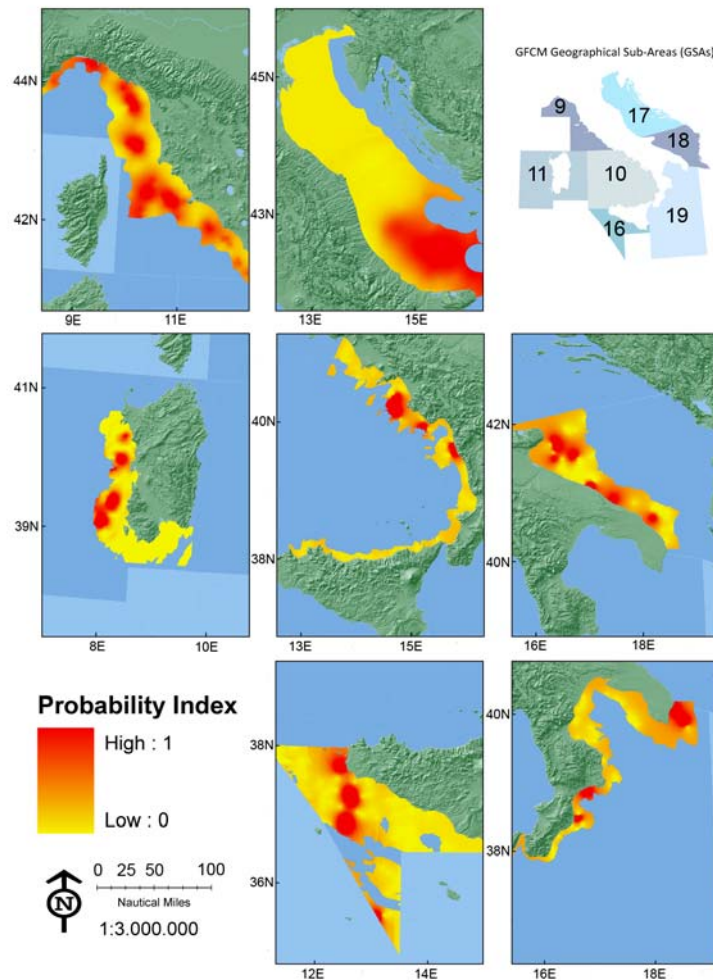 GFCM Geographical Sub-Areas (GSAs)
9
17
18
11
10
19
16
44N
42N
9E
11E
45N
43N
13E
15E
41N
39N
8E
10E
40N
38N
13E
15E
42N
40N
16E
18E
Probability Index
High : 1
Low : 0
0 25 50 100
Nautical Miles
1:3.000.000
N
38N
36N
12E
14E
40N
38N
16E
18E